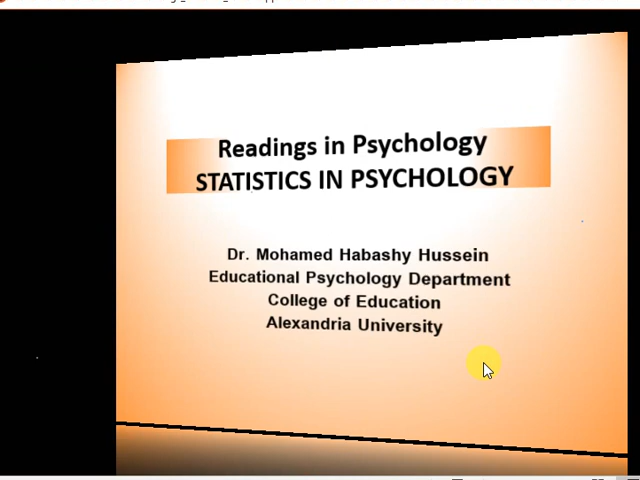 Readings in Psychology
STATISTICS IN PSYCHOLOGY
Dr. Mohamed Habashy Hussein
Educational Psychology Department
College of Education
Alexandria University